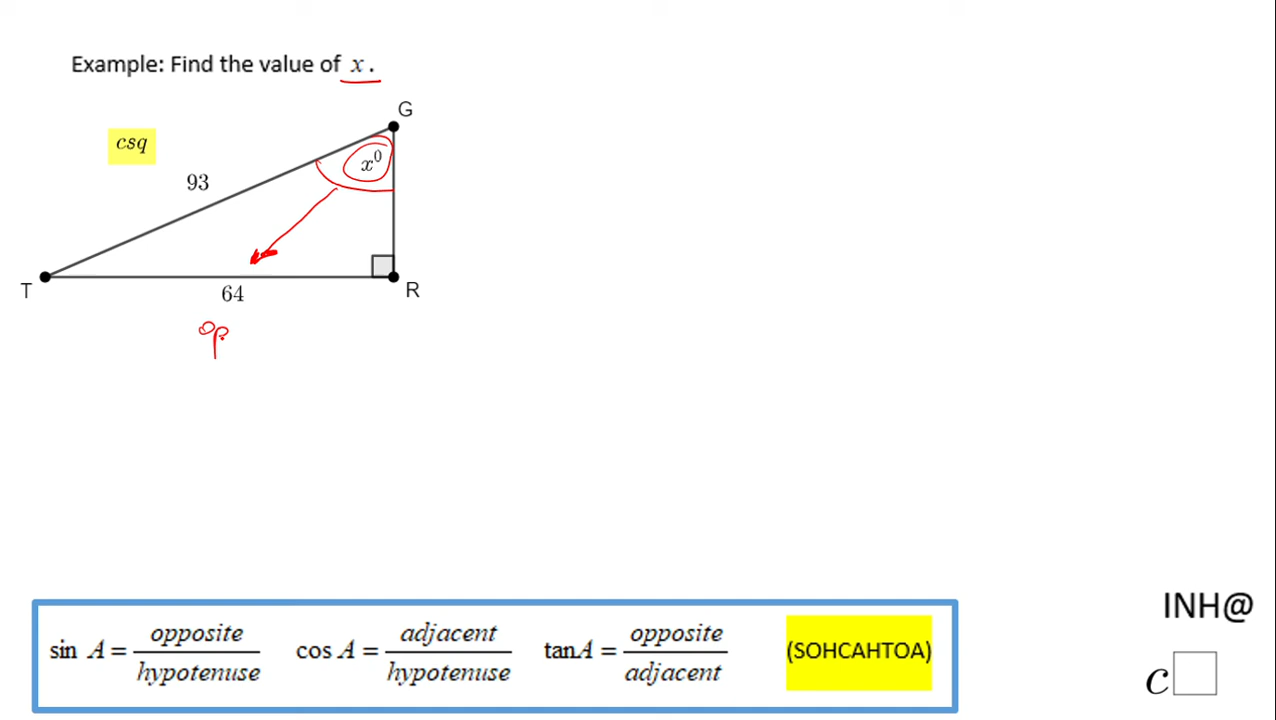 Example: Find the value of x .
G
csq
x⁰
93
T
64
R
op
INH@
sin A = opposite / hypotenuse cos A = adjacent / hypotenuse tanA = opposite / adjacent (SOHCAHTOA)
c